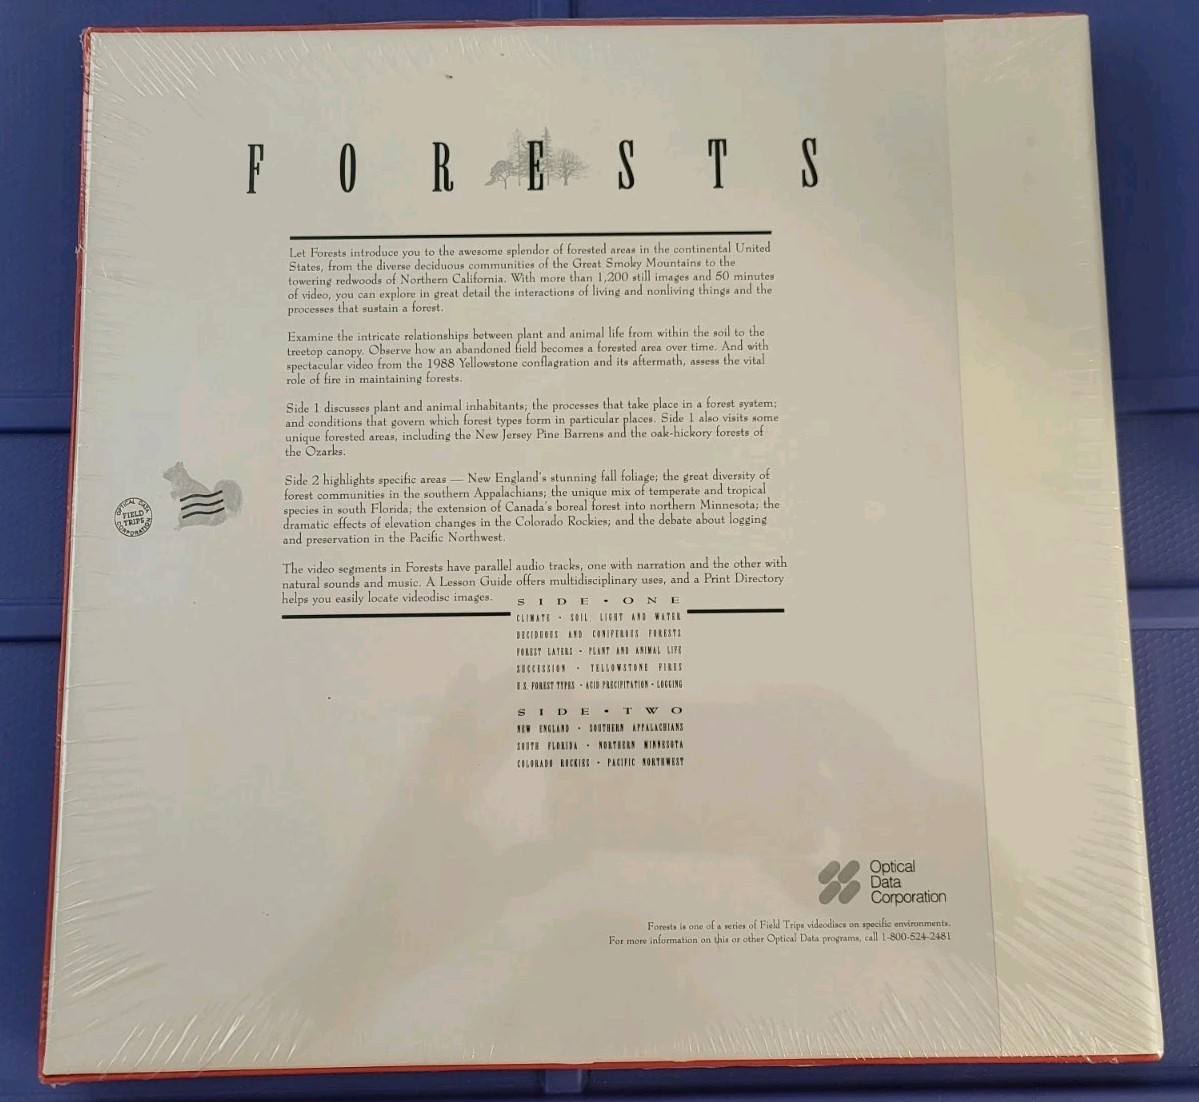 FORESTS
Let Forests introduce you to the awesome splendor of forested areas in the continental United
States, from the diverse deciduous communities of the Great Smoky Mountains to the
towering redwoods of Northern California. With more than 1,200 still images and 50 minutes
of video, you can explore in great detail the interactions of living and nonliving things and the
processes that sustain a forest.
Examine the intricate relationships between plant and animal life from within the soil to the
treetop canopy. Observe how an abandoned field becomes a forested area over time. And with
spectacular video from the 1988 Yellowstone conflagration and its aftermath, assess the vital
role of fire in maintaining forests.
Side 1 discusses plant and animal inhabitants; the processes that take place in a forest system;
and conditions that govern which forest types form in particular places. Side 1 also visits some
unique forested areas, including the New Jersey Pine Barrens and the oak-hickory forests of
the Ozarks.
Side 2 highlights specific areas — New England's stunning fall foliage; the great diversity of
forest communities in the southern Appalachians; the unique mix of temperate and tropical
species in south Florida; the extension of Canada's boreal forest into northern Minnesota; the
dramatic effects of elevation changes in the Colorado Rockies; and the debate about logging
and preservation in the Pacific Northwest.
OPTICAL DATA
FIELD
TRIPS
CORPORATION
The video segments in Forests have parallel audio tracks, one with narration and the other with
natural sounds and music. A Lesson Guide offers multidisciplinary uses, and a Print Directory
helps you easily locate videodisc images.
SIDE • ONE
CLIMATE • SOIL, LIGHT AND WATER
DECIDUOUS AND CONIFEROUS FORESTS
FOREST LAYERS • PLANT AND ANIMAL LIFE
SUCCESSION • YELLOWSTONE FIRES
U.S. FOREST TYPES • ACID PRECIPITATION • LOGGING
SIDE • TWO
NEW ENGLAND • SOUTHERN APPALACHIANS
SOUTH FLORIDA • NORTHERN MINNESOTA
COLORADO ROCKIES • PACIFIC NORTHWEST
Optical
Data
Corporation
Forests is one of a series of Field Trips videodiscs on specific environments.
For more information on this or other Optical Data programs, call 1-800-524-2481